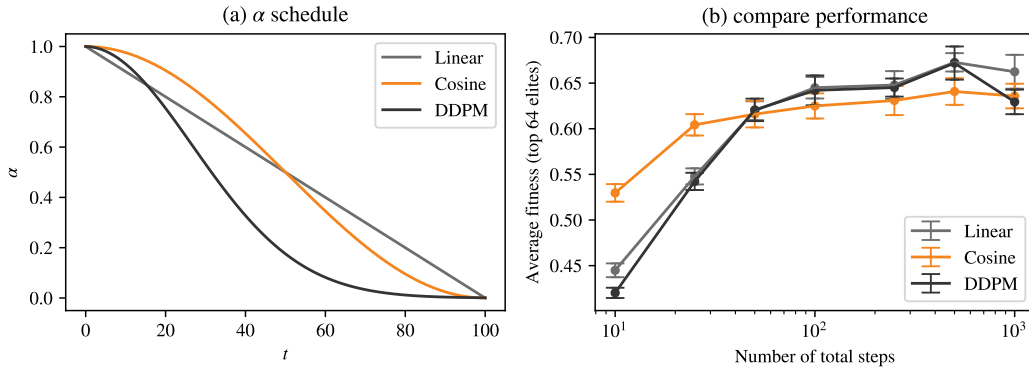 (a) α schedule
1.0
0.8
0.6
0.4
0.2
0.0
α
0
20
40
60
80
100
t
Linear
Cosine
DDPM
(b) compare performance
0.70
0.65
0.60
0.55
0.50
0.45
Average fitness (top 64 elites)
10¹
10²
10³
Number of total steps
Linear
Cosine
DDPM